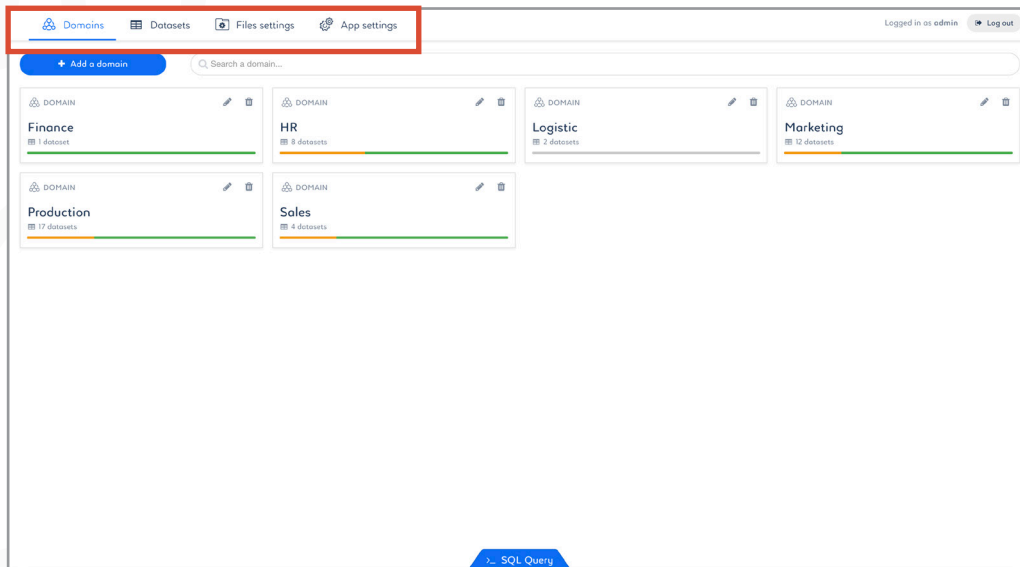 Domains Datasets Files settings App settings Logged in as admin Log out
+ Add a domain Search a domain...
DOMAIN
Finance
1 dataset
DOMAIN
HR
8 datasets
DOMAIN
Logistic
2 datasets
DOMAIN
Marketing
12 datasets
DOMAIN
Production
17 datasets
DOMAIN
Sales
4 datasets
>_ SQL Query